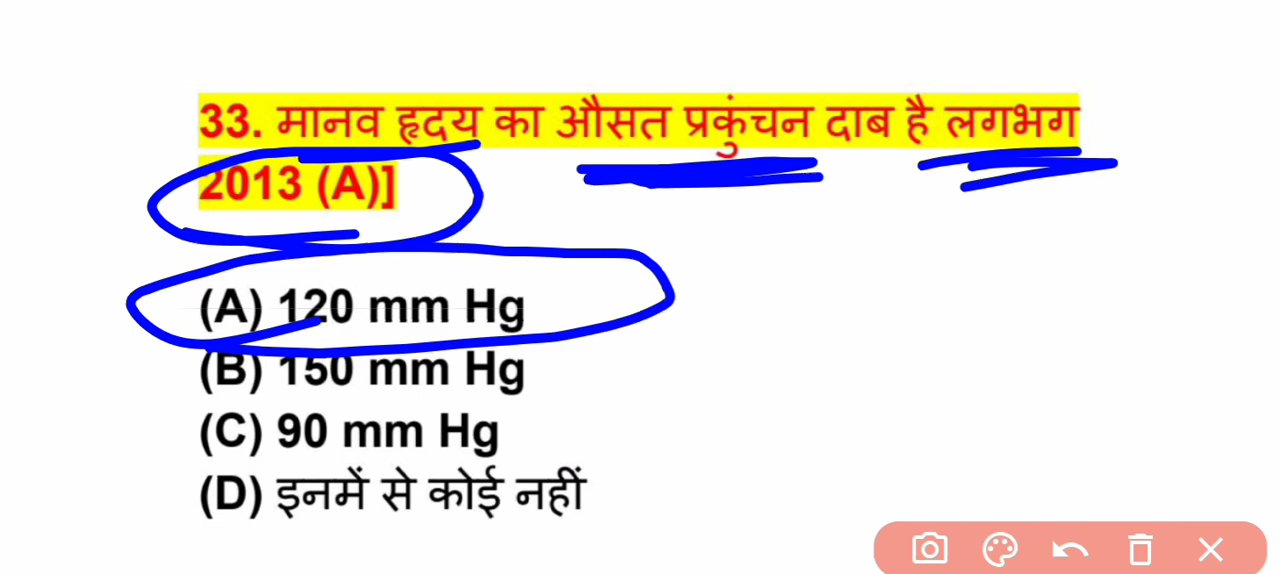 33. मानव हृदय का औसत प्रकुंचन दाब है लगभग
2013 (A)]
(A) 120 mm Hg
(B) 150 mm Hg
(C) 90 mm Hg
(D) इनमें से कोई नहीं